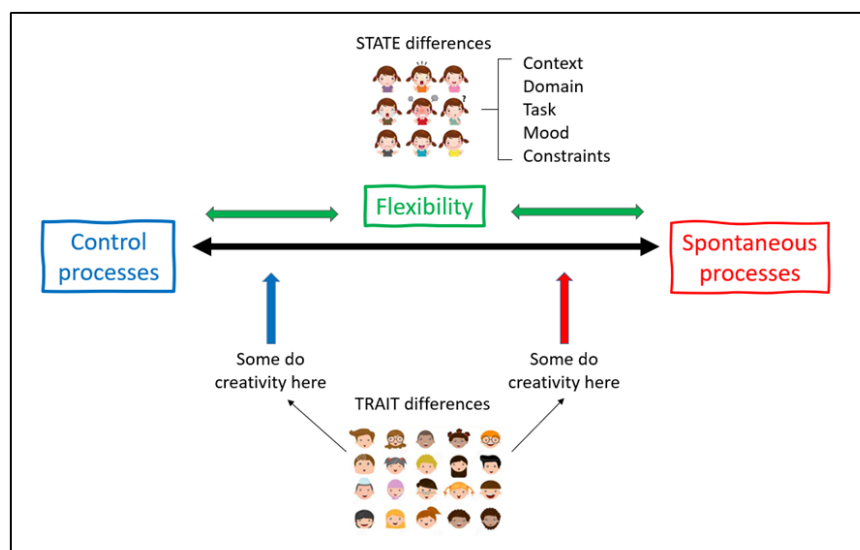 STATE differences
Context
Domain
Task
Mood
Constraints
Flexibility
Control
processes
Spontaneous
processes
Some do
creativity here
Some do
creativity here
TRAIT differences